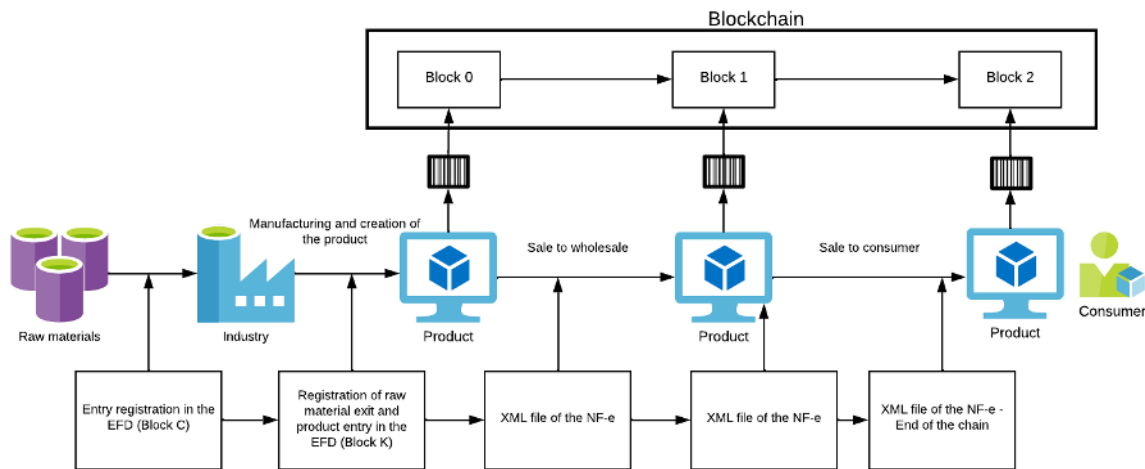 Blockchain
Block 0
Block 1
Block 2
Manufacturing and creation of
the product
Sale to wholesale
Sale to consumer
Raw materials
Industry
Product
Product
Product
Consumer
Entry registration in the
EFD (Block C)
Registration of raw
material exit and
product entry in the
EFD (Block K)
XML file of the NF-e
XML file of the NF-e
XML file of the NF-e -
End of the chain